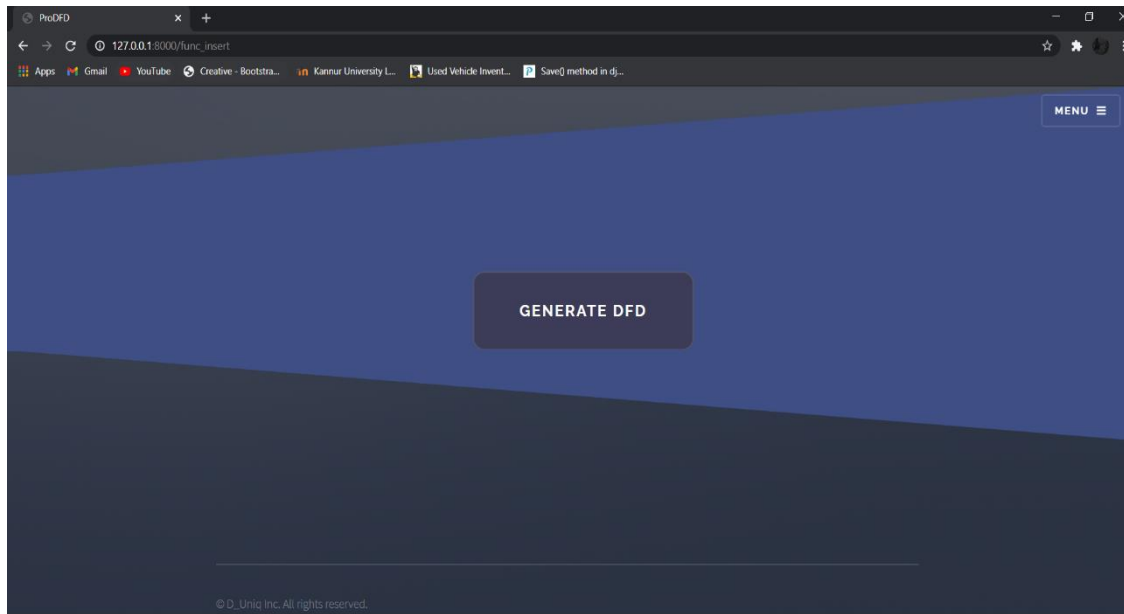 ProDFD
127.0.0.1:8000/func_insert
Apps Gmail YouTube Creative - Bootstra... Kannur University L... Used Vehicle Invent... Save() method in dj...
MENU
GENERATE DFD
© D_Uniq Inc. All rights reserved.